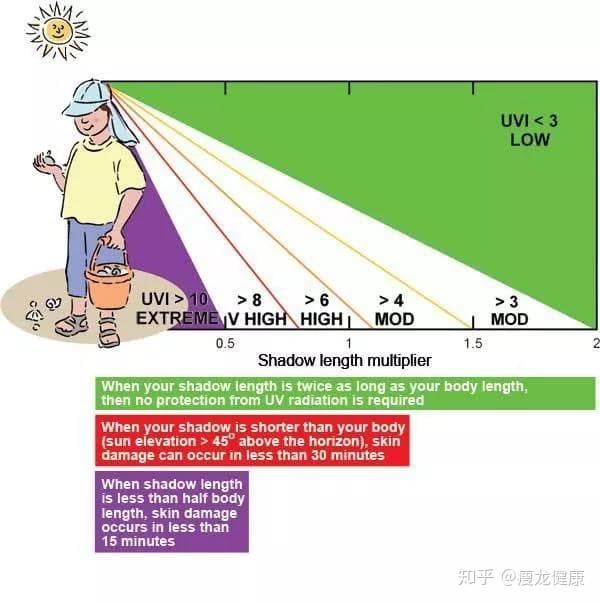 UVI < 3
LOW
UVI > 10
EXTREME
> 8
V HIGH
> 6
HIGH
> 4
MOD
> 3
MOD
0.5 1 1.5 2
Shadow length multiplier
When your shadow length is twice as long as your body length,
then no protection from UV radiation is required
When your shadow is shorter than your body
(sun elevation > 45° above the horizon), skin
damage can occur in less than 30 minutes
When shadow length
is less than half body
length, skin damage
occurs in less than
15 minutes
知乎 @瘦龙健康